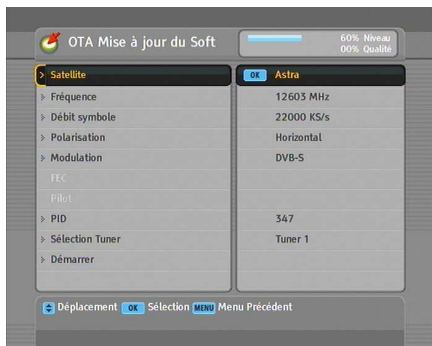 OTA Mise à jour du Soft
60% Niveau
00% Qualité
Satellite OK Astra
Fréquence 12603 MHz
Débit symbole 22000 KS/s
Polarisation Horizontal
Modulation DVB-S
FEC
Pilot
PID 347
Sélection Tuner Tuner 1
Démarrer
Déplacement OK Sélection MENU Menu Précédent